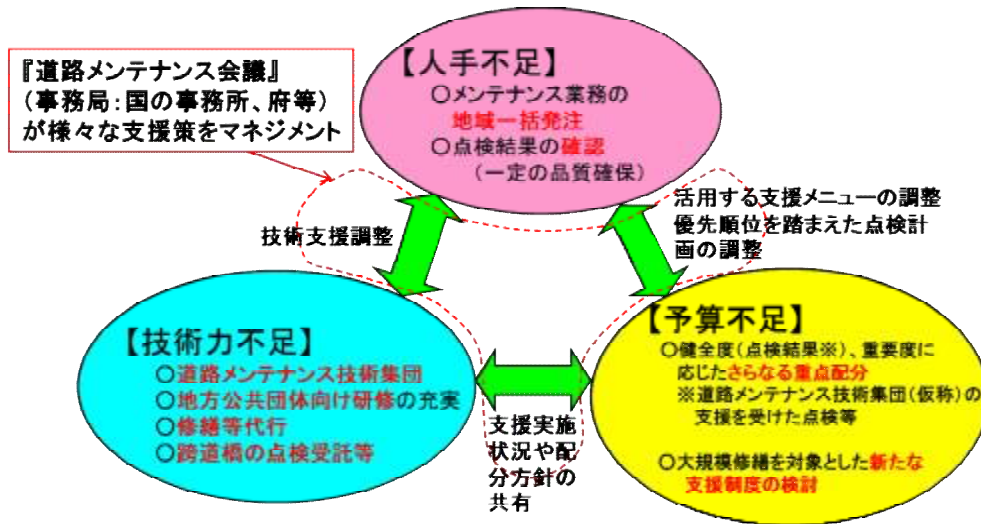 『道路メンテナンス会議』
（事務局：国の事務所、府等）
が様々な支援策をマネジメント
【人手不足】
○メンテナンス業務の
地域一括発注
○点検結果の確認
（一定の品質確保）
技術支援調整
活用する支援メニューの調整
優先順位を踏まえた点検計
画の調整
【技術力不足】
○道路メンテナンス技術集団
○地方公共団体向け研修の充実
○修繕等代行
○跨道橋の点検受託等
【予算不足】
○健全度（点検結果※）、重要度に
応じたさらなる重点配分
※道路メンテナンス技術集団（仮称）の
支援を受けた点検等
○大規模修繕を対象とした新たな
支援制度の検討
支援実施
状況や配
分方針の
共有